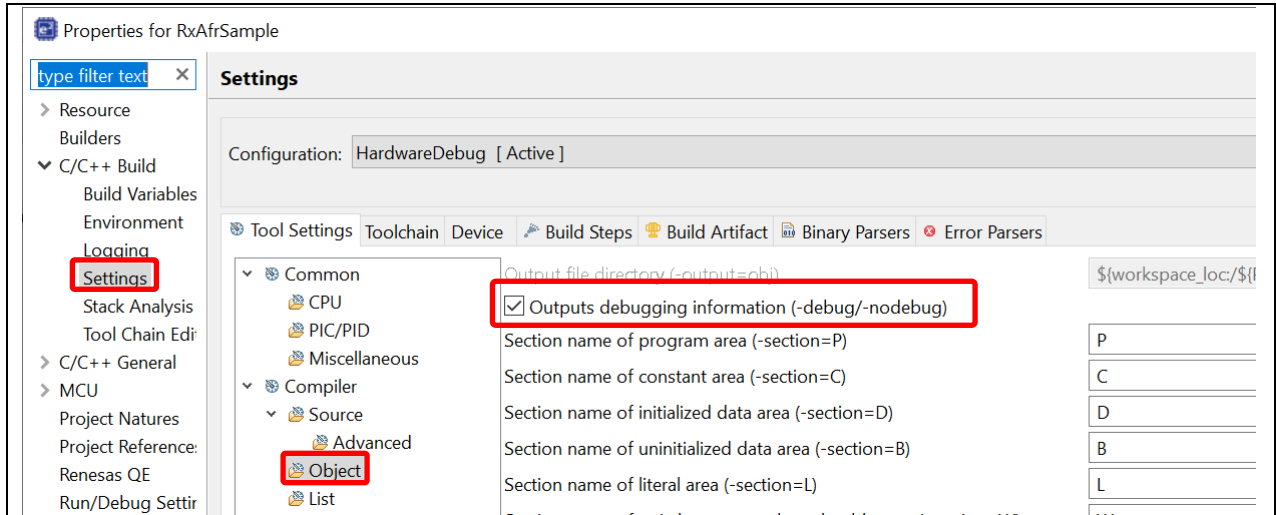 Properties for RxAfrSample
type filter text
Settings
Resource
Builders
C/C++ Build
Build Variables
Environment
Logging
Settings
Stack Analysis
Tool Chain Edi
C/C++ General
MCU
Project Natures
Project Reference
Renesas QE
Run/Debug Settir
Configuration: HardwareDebug [ Active ]
Tool Settings Toolchain Device Build Steps Build Artifact Binary Parsers Error Parsers
Common
CPU
PIC/PID
Miscellaneous
Compiler
Source
Advanced
Object
List
Output file directory (-output=obj) ${workspace_loc:/${
Outputs debugging information (-debug/-nodebug)
Section name of program area (-section=P) P
Section name of constant area (-section=C) C
Section name of initialized data area (-section=D) D
Section name of uninitialized data area (-section=B) B
Section name of literal area (-section=L) L